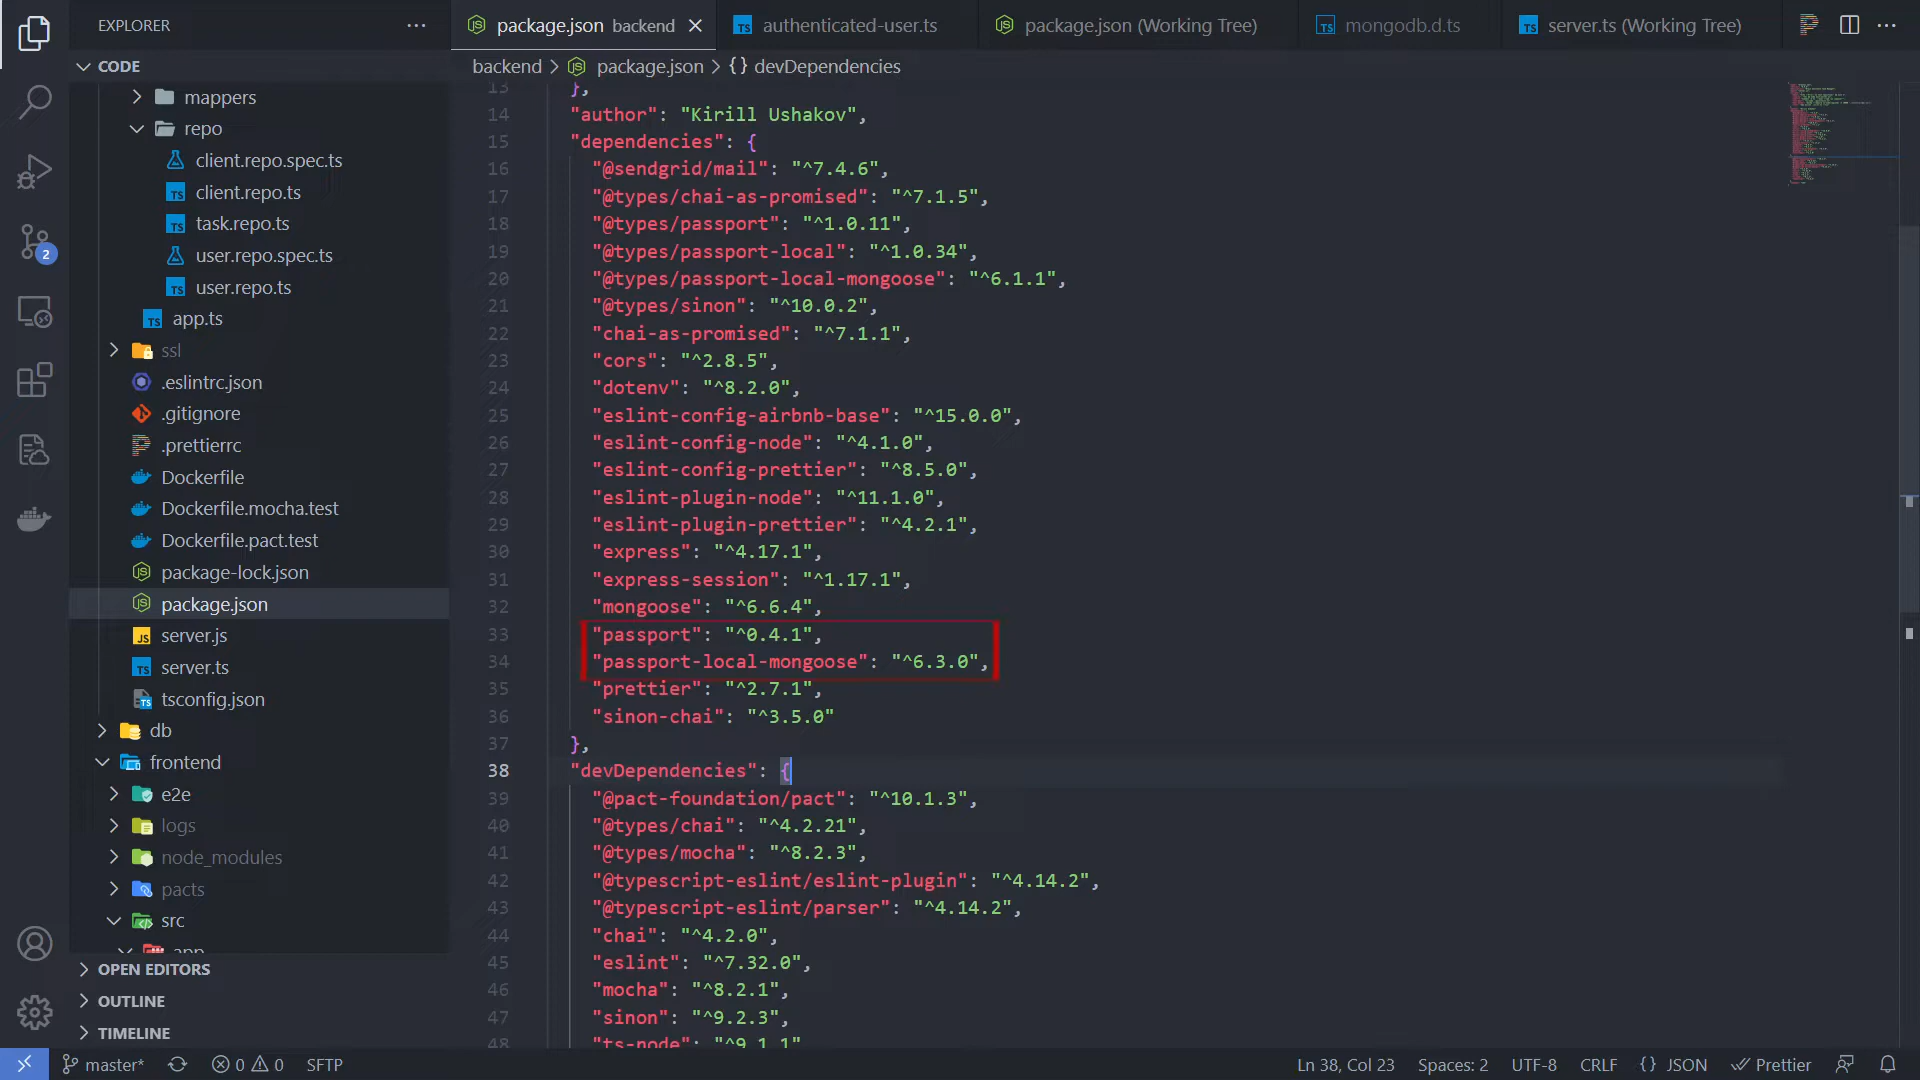 EXPLORER
package.json backend
authenticated-user.ts
package.json (Working Tree)
mongodb.d.ts
server.ts (Working Tree)
CODE
backend > package.json > {} devDependencies
mappers
repo
client.repo.spec.ts
client.repo.ts
task.repo.ts
user.repo.spec.ts
user.repo.ts
app.ts
ssl
.eslintrc.json
.gitignore
.prettierrc
Dockerfile
Dockerfile.mocha.test
Dockerfile.pact.test
package-lock.json
package.json
server.js
server.ts
tsconfig.json
db
frontend
e2e
logs
node_modules
pacts
src
app
OPEN EDITORS
OUTLINE
TIMELINE
2
13 },
14 "author": "Kirill Ushakov",
15 "dependencies": {
16 "@sendgrid/mail": "^7.4.6",
17 "@types/chai-as-promised": "^7.1.5",
18 "@types/passport": "^1.0.11",
19 "@types/passport-local": "^1.0.34",
20 "@types/passport-local-mongoose": "^6.1.1",
21 "@types/sinon": "^10.0.2",
22 "chai-as-promised": "^7.1.1",
23 "cors": "^2.8.5",
24 "dotenv": "^8.2.0",
25 "eslint-config-airbnb-base": "^15.0.0",
26 "eslint-config-node": "^4.1.0",
27 "eslint-config-prettier": "^8.5.0",
28 "eslint-plugin-node": "^11.1.0",
29 "eslint-plugin-prettier": "^4.2.1",
30 "express": "^4.17.1",
31 "express-session": "^1.17.1",
32 "mongoose": "^6.6.4",
33 "passport": "^0.4.1",
34 "passport-local-mongoose": "^6.3.0",
35 "prettier": "^2.7.1",
36 "sinon-chai": "^3.5.0"
37 },
38 "devDependencies": {
39 "@pact-foundation/pact": "^10.1.3",
40 "@types/chai": "^4.2.21",
41 "@types/mocha": "^8.2.3",
42 "@typescript-eslint/eslint-plugin": "^4.14.2",
43 "@typescript-eslint/parser": "^4.14.2",
44 "chai": "^4.2.0",
45 "eslint": "^7.32.0",
46 "mocha": "^8.2.1",
47 "sinon": "^9.2.3",
48 "ts-node": "^9.1.1"
master* 0 0 SFTP
Ln 38, Col 23 Spaces: 2 UTF-8 CRLF {} JSON Prettier